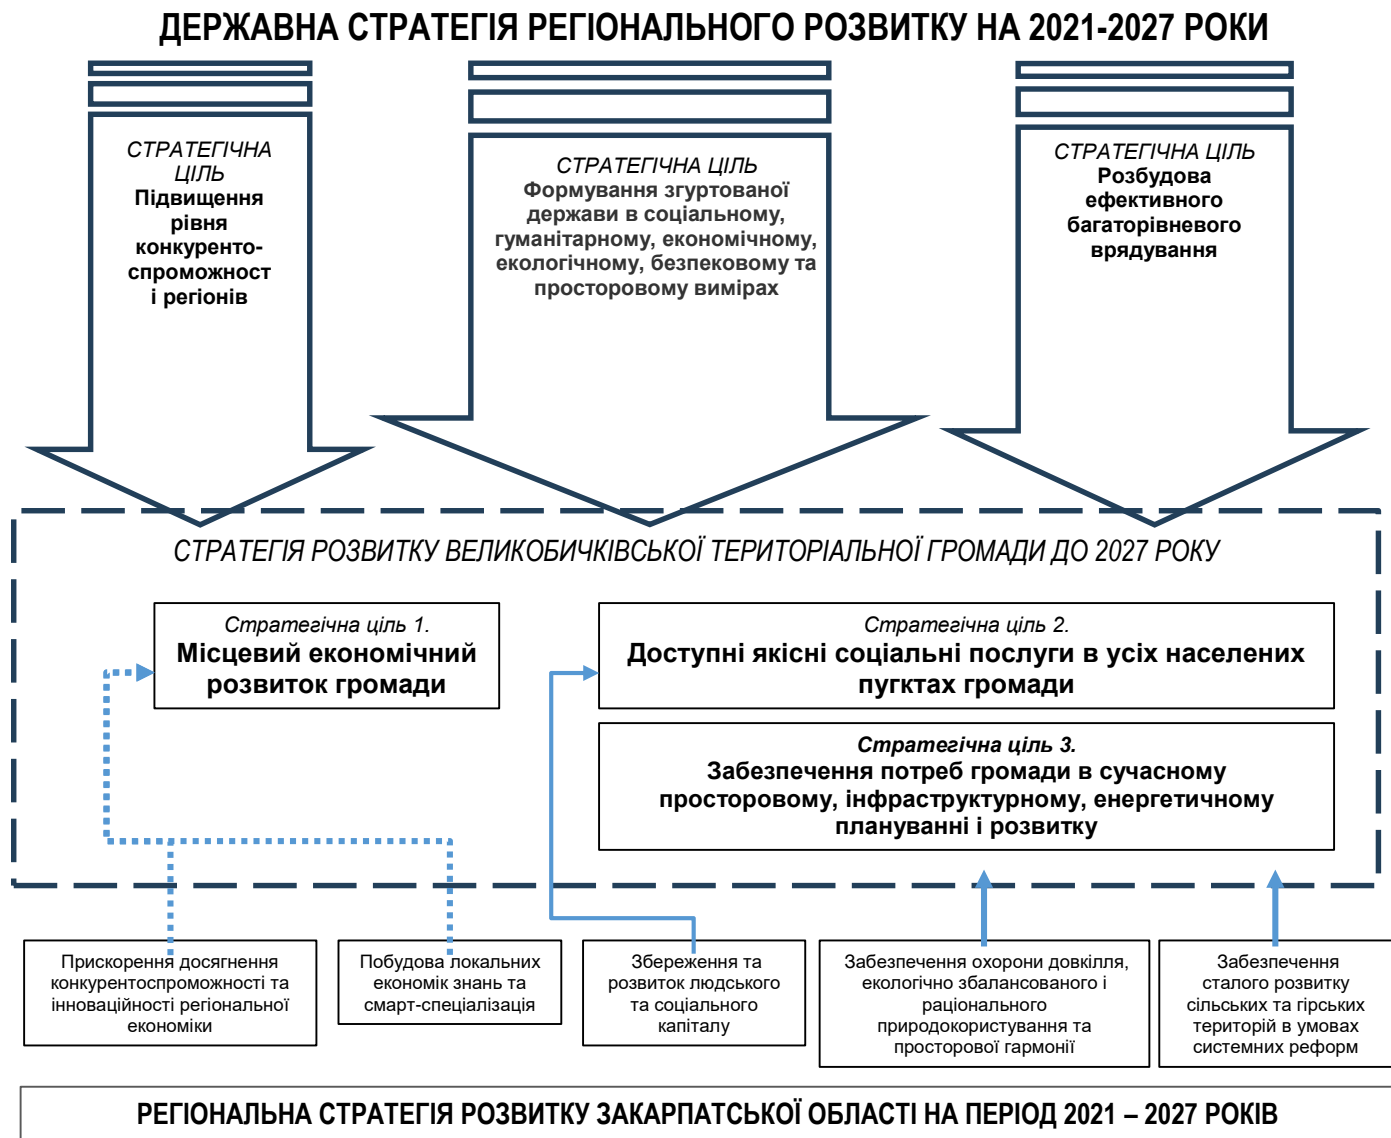 ДЕРЖАВНА СТРАТЕГІЯ РЕГІОНАЛЬНОГО РОЗВИТКУ НА 2021-2027 РОКИ
СТРАТЕГІЧНА
ЦІЛЬ
Підвищення
рівня
конкуренто-
спроможност
і регіонів
СТРАТЕГІЧНА ЦІЛЬ
Формування згуртованої
держави в соціальному,
гуманітарному, економічному,
екологічному, безпековому та
просторовому вимірах
СТРАТЕГІЧНА ЦІЛЬ
Розбудова
ефективного
багаторівневого
врядування
СТРАТЕГІЯ РОЗВИТКУ ВЕЛИКОБИЧКІВСЬКОЇ ТЕРИТОРІАЛЬНОЇ ГРОМАДИ ДО 2027 РОКУ
Стратегічна ціль 1.
Місцевий економічний
розвиток громади
Стратегічна ціль 2.
Доступні якісні соціальні послуги в усіх населених
пугктах громади
Стратегічна ціль 3.
Забезпечення потреб громади в сучасному
просторовому, інфраструктурному, енергетичному
плануванні і розвитку
Прискорення досягнення
конкурентоспроможності та
інноваційності регіональної
економіки
Побудова локальних
економік знань та
смарт-спеціалізація
Збереження та
розвиток людського
та соціального
капіталу
Забезпечення охорони довкілля,
екологічно збалансованого і
раціонального
природокористування та
просторової гармонії
Забезпечення
сталого розвитку
сільських та гірських
територій в умовах
системних реформ
РЕГІОНАЛЬНА СТРАТЕГІЯ РОЗВИТКУ ЗАКАРПАТСЬКОЇ ОБЛАСТІ НА ПЕРІОД 2021 – 2027 РОКІВ